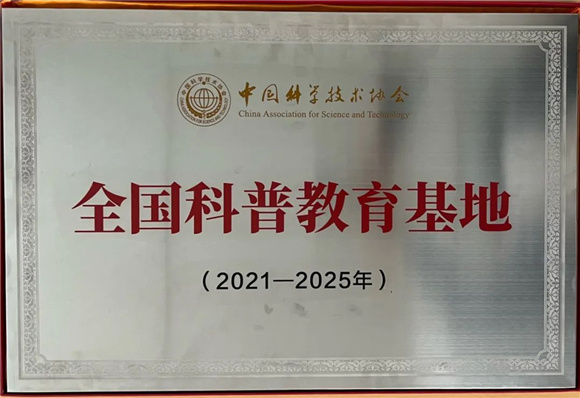 中国科学技术协会
China Association for Science and Technology
全国科普教育基地
（2021—2025年）